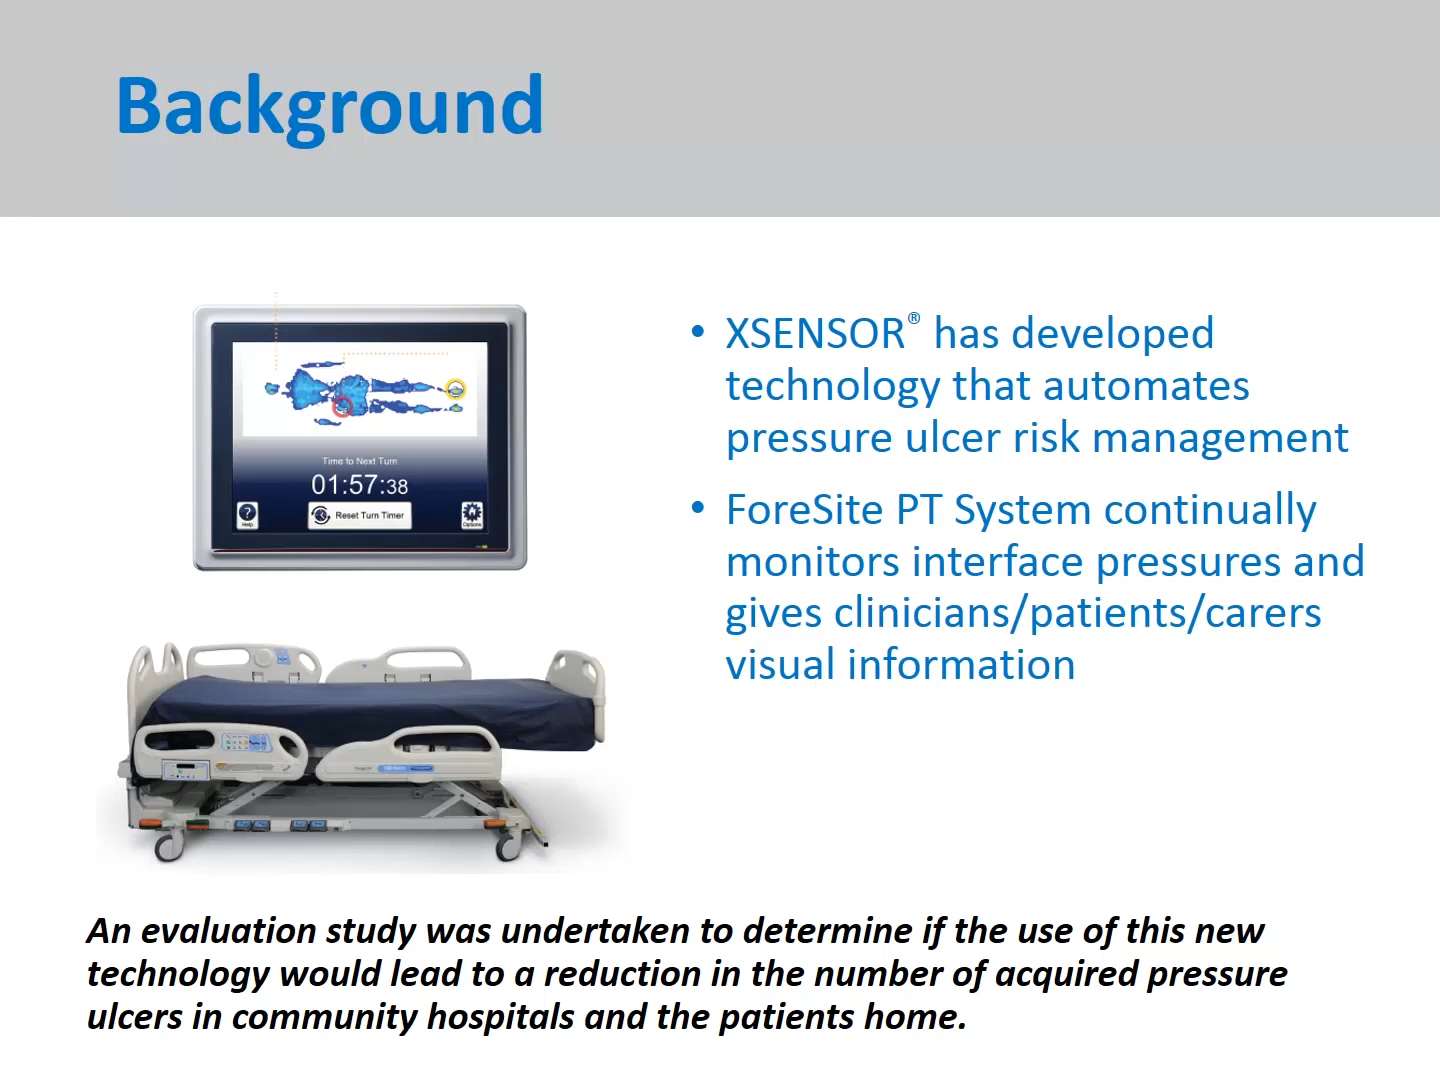 Background
Time to Next Turn
01:57:38
Help
Reset Turn Timer
Options
• XSENSOR® has developed
technology that automates
pressure ulcer risk management
• ForeSite PT System continually
monitors interface pressures and
gives clinicians/patients/carers
visual information
An evaluation study was undertaken to determine if the use of this new
technology would lead to a reduction in the number of acquired pressure
ulcers in community hospitals and the patients home.